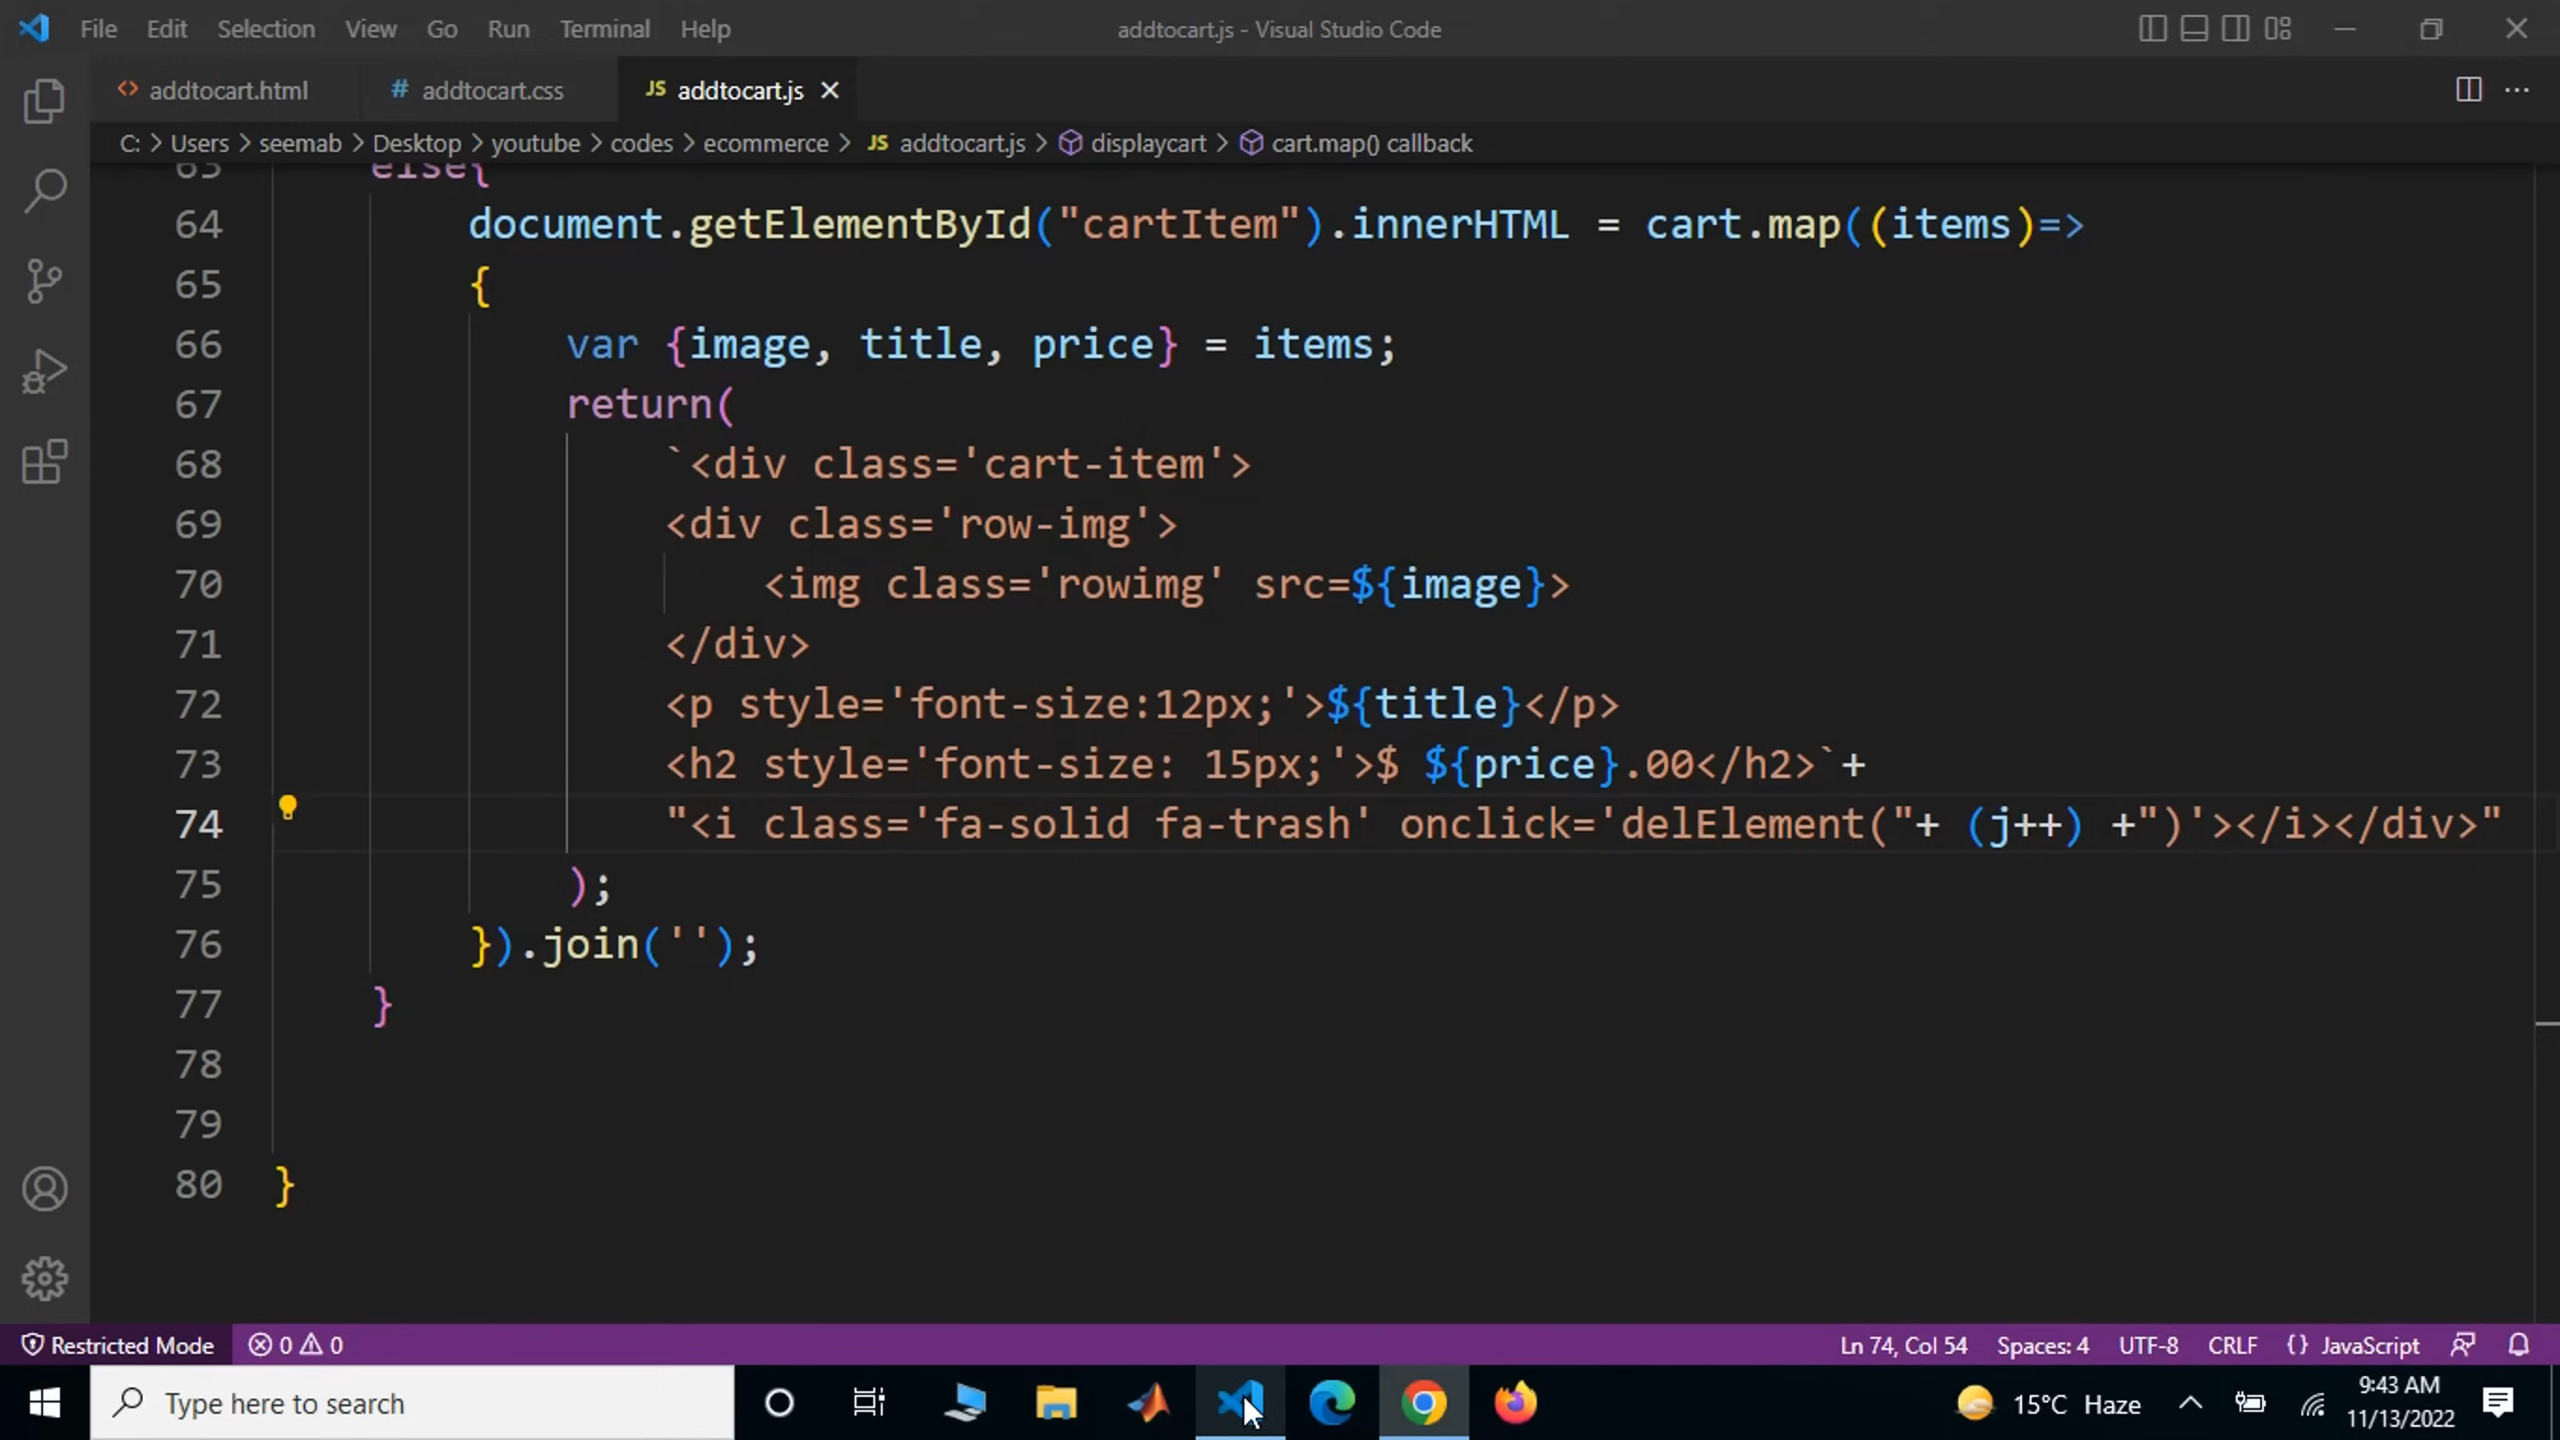 File Edit Selection View Go Run Terminal Help addtocart.js - Visual Studio Code
<> addtocart.html # addtocart.css JS addtocart.js
C: > Users > seemab > Desktop > youtube > codes > ecommerce > JS addtocart.js > displaycart > cart.map() callback
63 else{
64 document.getElementById("cartItem").innerHTML = cart.map((items)=>
65 {
66 var {image, title, price} = items;
67 return(
68 `<div class='cart-item'>
69 <div class='row-img'>
70 <img class='rowimg' src=${image}>
71 </div>
72 <p style='font-size:12px;'>${title}</p>
73 <h2 style='font-size: 15px;'>$ ${price}.00</h2>`+
74 "<i class='fa-solid fa-trash' onclick='delElement("+ (j++) +")'></i></div>"
75 );
76 }).join('');
77 }
78
79
80 }
Restricted Mode 0 0 Ln 74, Col 54 Spaces: 4 UTF-8 CRLF {} JavaScript
Type here to search 15°C Haze 9:43 AM
11/13/2022